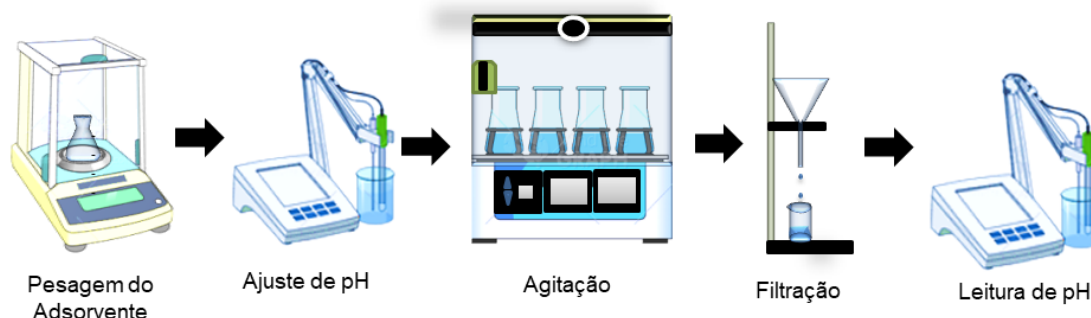 Pesagem do
Adsorvente
Ajuste de pH
Agitação
Filtração
Leitura de pH